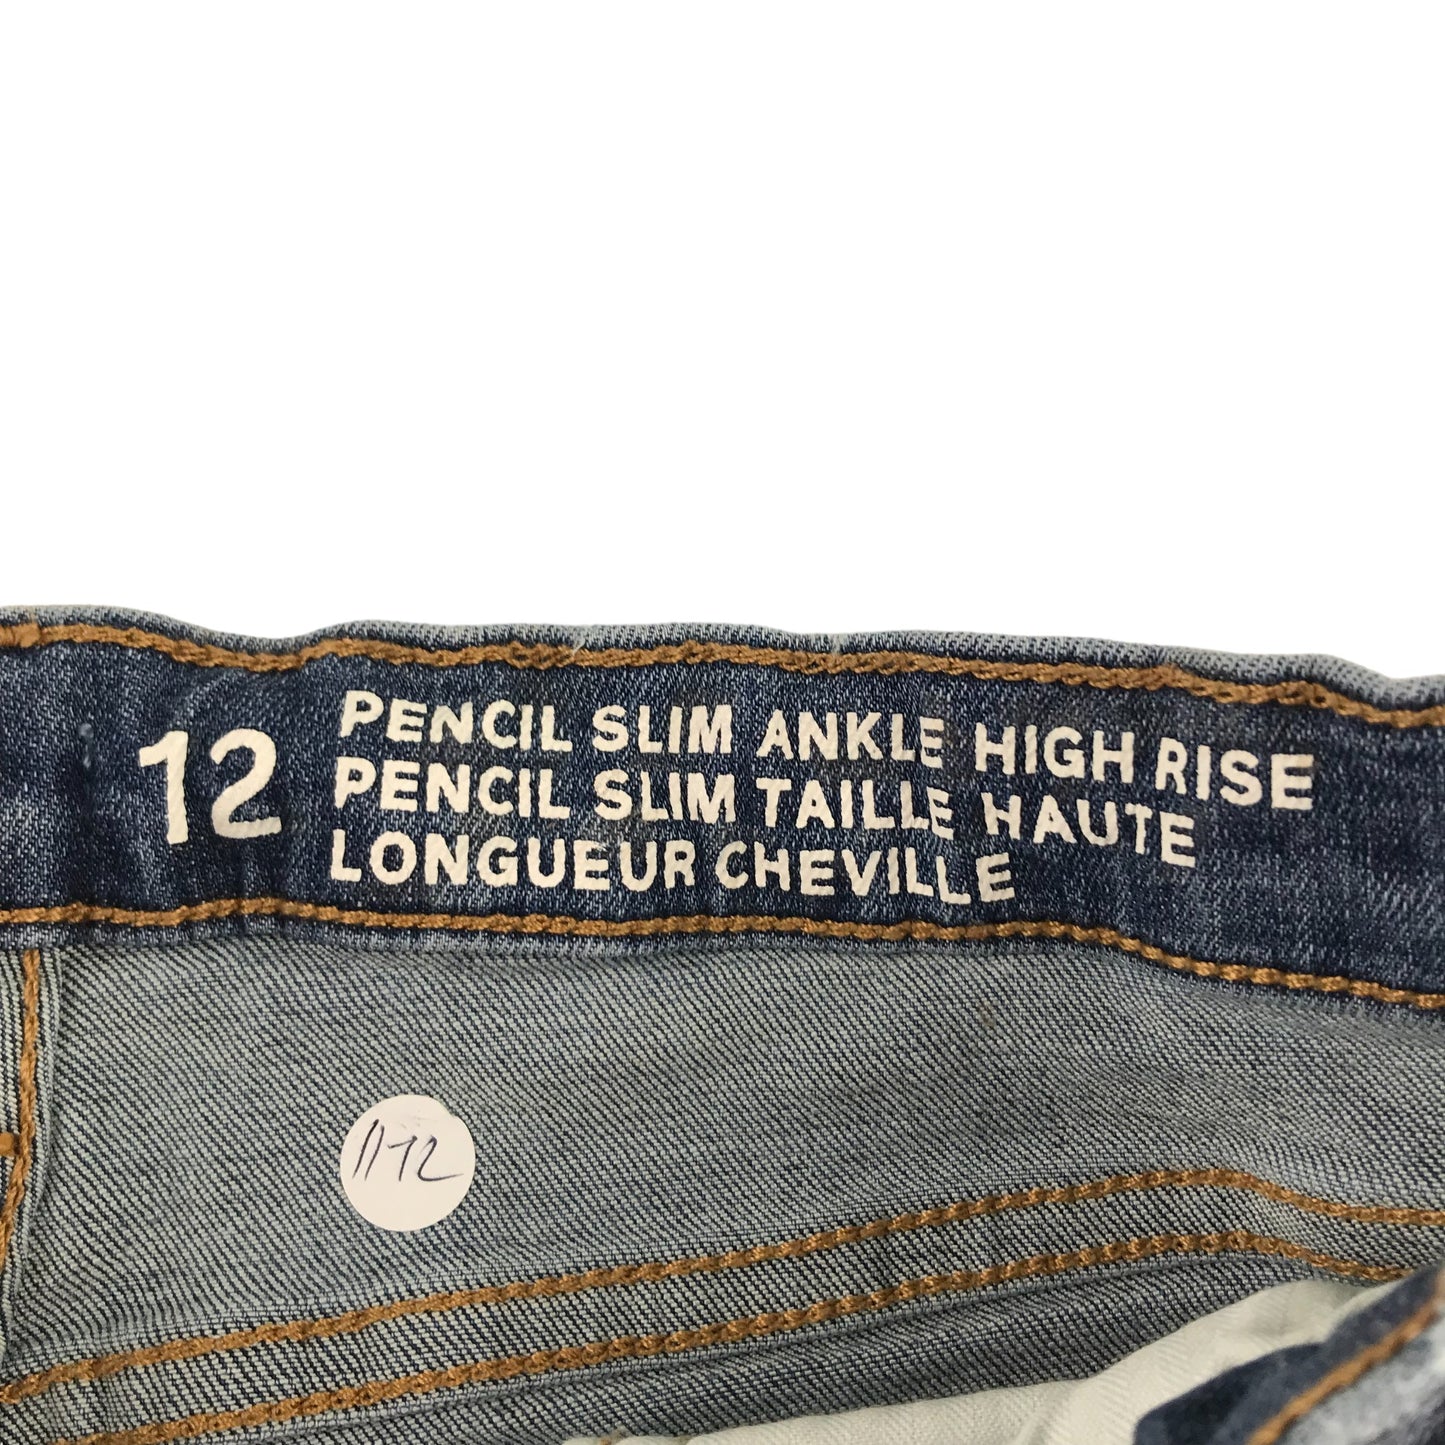 12
PENCIL SLIM ANKLE HIGH RISE
PENCIL SLIM TAILLE HAUTE
LONGUEUR CHEVILLE
1172